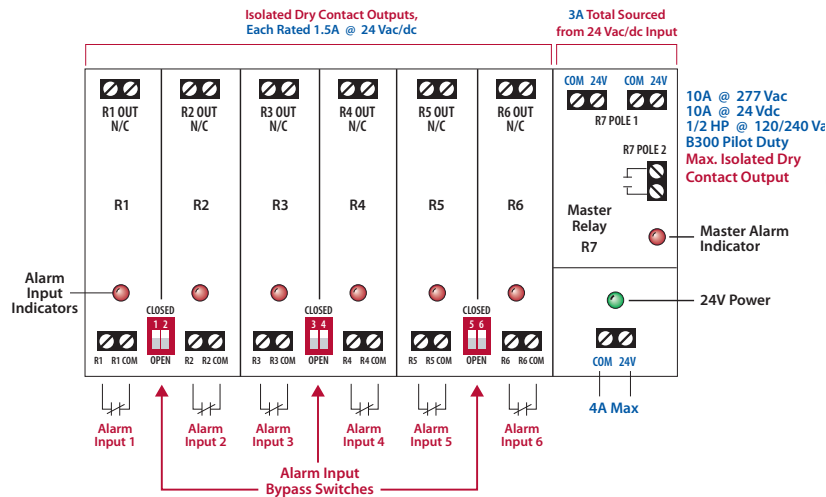 Isolated Dry Contact Outputs,
Each Rated 1.5A @ 24 Vac/dc
3A Total Sourced
from 24 Vac/dc Input
R1 OUT
N/C
R2 OUT
N/C
R3 OUT
N/C
R4 OUT
N/C
R5 OUT
N/C
R6 OUT
N/C
COM 24V
COM 24V
R7 POLE 1
10A @ 277 Vac
10A @ 24 Vdc
1/2 HP @ 120/240 Va
B300 Pilot Duty
Max. Isolated Dry
Contact Output
R7 POLE 2
R1
R2
R3
R4
R5
R6
Master
Relay
R7
Master Alarm
Indicator
Alarm
Input
Indicators
24V Power
CLOSED
1 2
OPEN
CLOSED
3 4
OPEN
CLOSED
5 6
OPEN
R1 R1 COM
R2 R2 COM
R3 R3 COM
R4 R4 COM
R5 R5 COM
R6 R6 COM
COM 24V
4A Max
Alarm
Input 1
Alarm
Input 2
Alarm
Input 3
Alarm
Input 4
Alarm
Input 5
Alarm
Input 6
Alarm Input
Bypass Switches